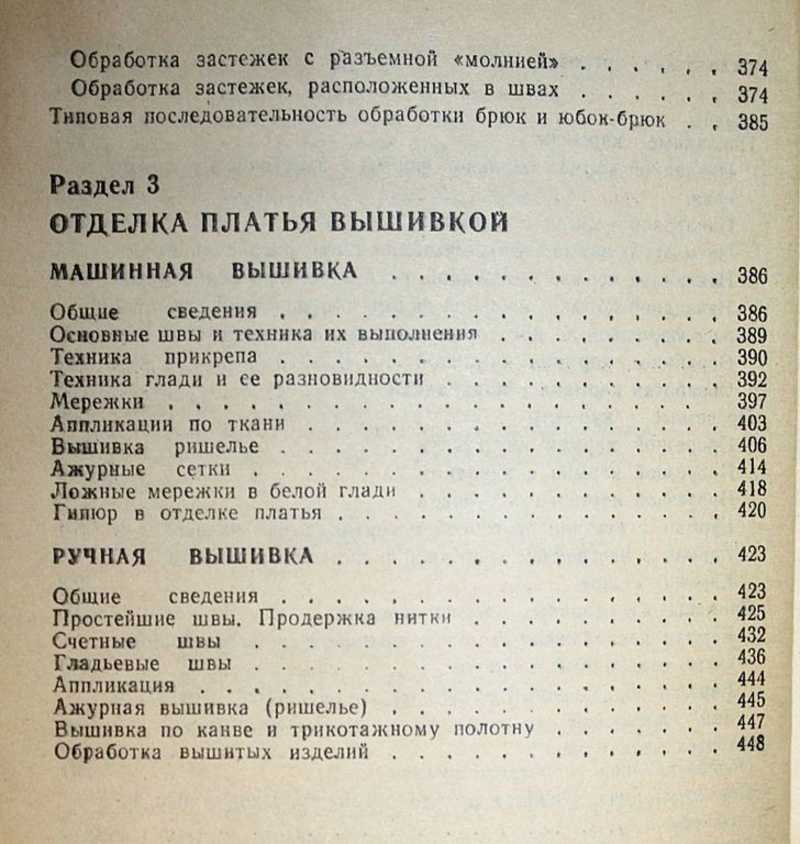 Обработка застежек с разъемной «молнией» . . . . . . 374
Обработка застежек, расположенных в швах . . . . . . 374
Типовая последовательность обработки брюк и юбок-брюк . . 385
Раздел 3
ОТДЕЛКА ПЛАТЬЯ ВЫШИВКОЙ
МАШИННАЯ ВЫШИВКА . . . . . . . . . . . . 386
Общие сведения . . . . . . . . . . . . . . . . 386
Основные швы и техника их выполнения . . . . . . . . 389
Техника прикрепа . . . . . . . . . . . . . . . . 390
Техника глади и ее разновидности . . . . . . . . . . 392
Мережки . . . . . . . . . . . . . . . . . . . 397
Аппликации по ткани . . . . . . . . . . . . . . . 403
Вышивка ришелье . . . . . . . . . . . . . . . . 406
Ажурные сетки . . . . . . . . . . . . . . . . . 414
Ложные мережки в белой глади . . . . . . . . . . . 418
Гипюр в отделке платья . . . . . . . . . . . . . . 420
РУЧНАЯ ВЫШИВКА . . . . . . . . . . . . . . 423
Общие сведения . . . . . . . . . . . . . . . . 423
Простейшие швы. Продержка нитки . . . . . . . . . 425
Счетные швы . . . . . . . . . . . . . . . . . 432
Гладьевые швы . . . . . . . . . . . . . . . . . 436
Аппликация . . . . . . . . . . . . . . . . . . 444
Ажурная вышивка (ришелье) . . . . . . . . . . . . 445
Вышивка по канве и трикотажному полотну . . . . . . 447
Обработка вышитых изделий . . . . . . . . . . . . 448